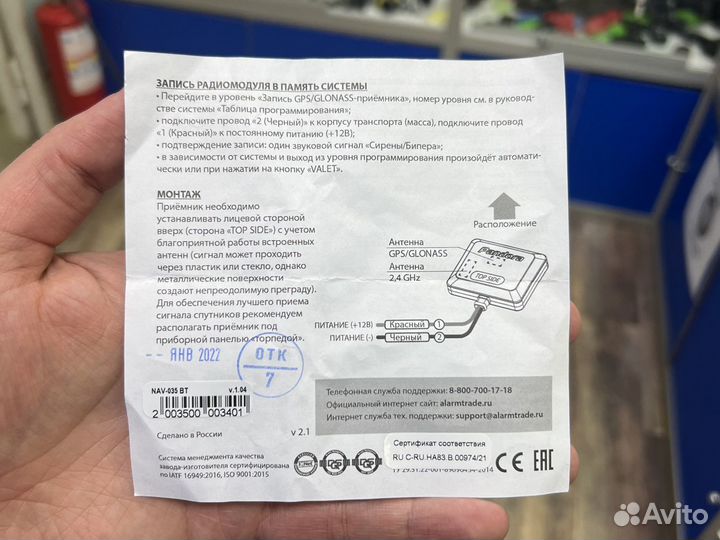 ЗАПИСЬ РАДИОМОДУЛЯ В ПАМЯТЬ СИСТЕМЫ
• Перейдите в уровень «Запись GPS/GLONASS-приёмника», номер уровня см. в руковод-
стве системы «Таблица программирования»;
• подключите провод «2 (Черный)» к корпусу транспорта (масса), подключите провод
«1 (Красный)» к постоянному питанию (+12В);
• подтверждение записи: один звуковой сигнал «Сирены/Бипера»;
• в зависимости от системы и выход из уровня программирования произойдёт автомати-
чески или при нажатии на кнопку «VALET».
МОНТАЖ
Приёмник необходимо
устанавливать лицевой стороной
вверх (сторона «TOP SIDE») с учетом
благоприятной работы встроенных
антенн (сигнал может проходить
через пластик или стекло, однако
металлические поверхности
создают непреодолимую преграду).
Для обеспечения лучшего приема
сигнала спутников рекомендуем
располагать приёмник под
приборной панелью «торпедой».
Расположение
Антенна
GPS/GLONASS
Антенна
2,4 GHz
Pandora
TOP SIDE
ПИТАНИЕ (+12В) Красный 1
ПИТАНИЕ (-) Черный 2
-- ЯНВ 2022
ОТК
7
NAV-035 BT v.1.04
2 003500 003401
Сделано в России
v 2.1
Телефонная служба поддержки: 8-800-700-17-18
Официальный интернет сайт: alarmtrade.ru
Интернет служба тех. поддержки: support@alarmtrade.ru
Система менеджмента качества
завода-изготовителя сертифицирована
по IATF 16949:2016, ISO 9001:2015
Сертификат соответствия
RU C-RU.HA83.B.00974/21
CE EAC
Avito